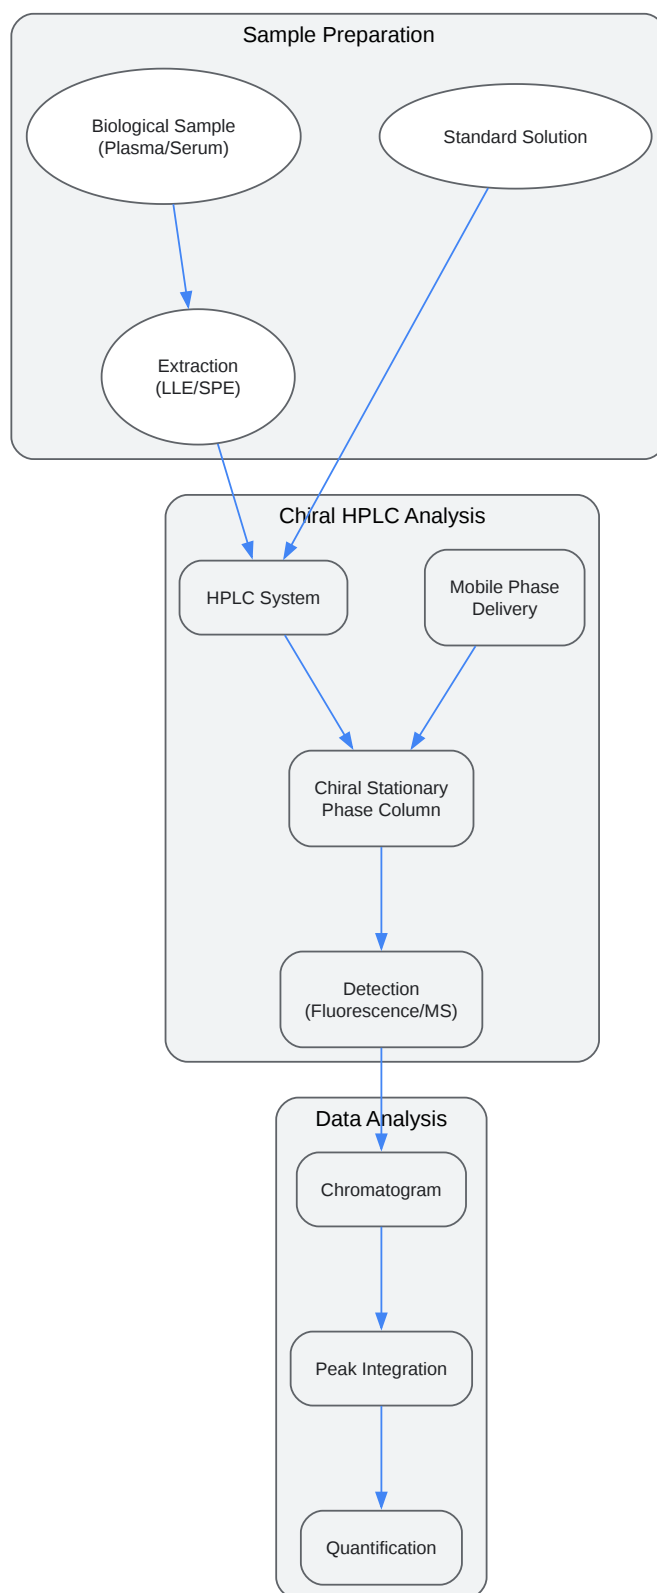 Sample Preparation
Biological Sample
(Plasma/Serum)
Standard Solution
Extraction
(LLE/SPE)
Chiral HPLC Analysis
HPLC System
Mobile Phase
Delivery
Chiral Stationary
Phase Column
Detection
(Fluorescence/MS)
Data Analysis
Chromatogram
Peak Integration
Quantification